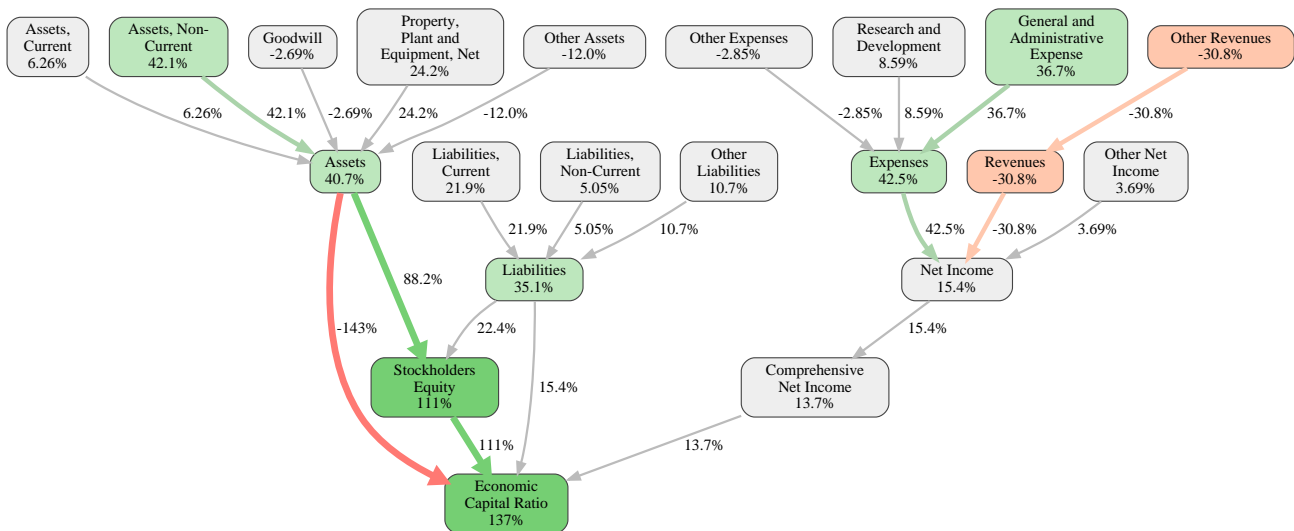 Assets,
Current
6.26%
Assets, Non-
Current
42.1%
Goodwill
-2.69%
Property,
Plant and
Equipment, Net
24.2%
Other Assets
-12.0%
Other Expenses
-2.85%
Research and
Development
8.59%
General and
Administrative
Expense
36.7%
Other Revenues
-30.8%
6.26%
42.1%
-2.69%
24.2%
-12.0%
-2.85%
8.59%
36.7%
-30.8%
Assets
40.7%
Liabilities,
Current
21.9%
Liabilities,
Non-Current
5.05%
Other
Liabilities
10.7%
Expenses
42.5%
Revenues
-30.8%
Other Net
Income
3.69%
21.9%
5.05%
10.7%
42.5%
-30.8%
3.69%
88.2%
Liabilities
35.1%
Net Income
15.4%
-143%
22.4%
15.4%
Stockholders
Equity
111%
15.4%
Comprehensive
Net Income
13.7%
111%
13.7%
Economic
Capital Ratio
137%